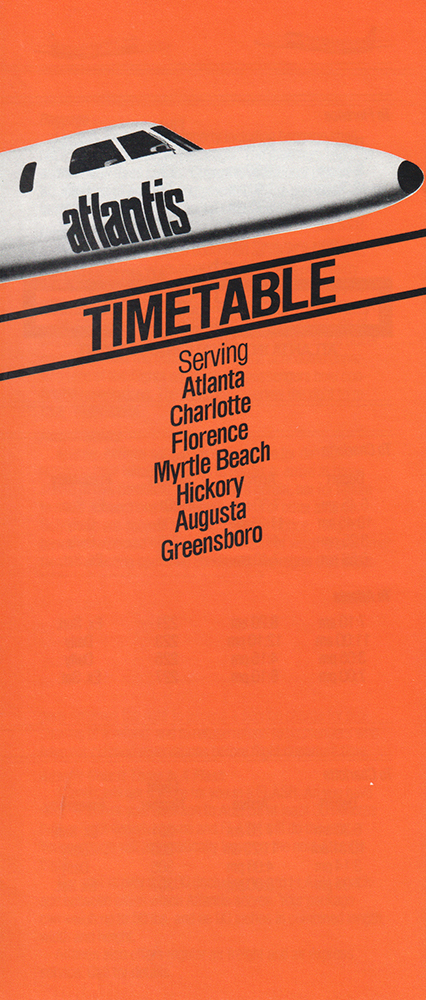 atlantis
TIMETABLE
Serving
Atlanta
Charlotte
Florence
Myrtle Beach
Hickory
Augusta
Greensboro